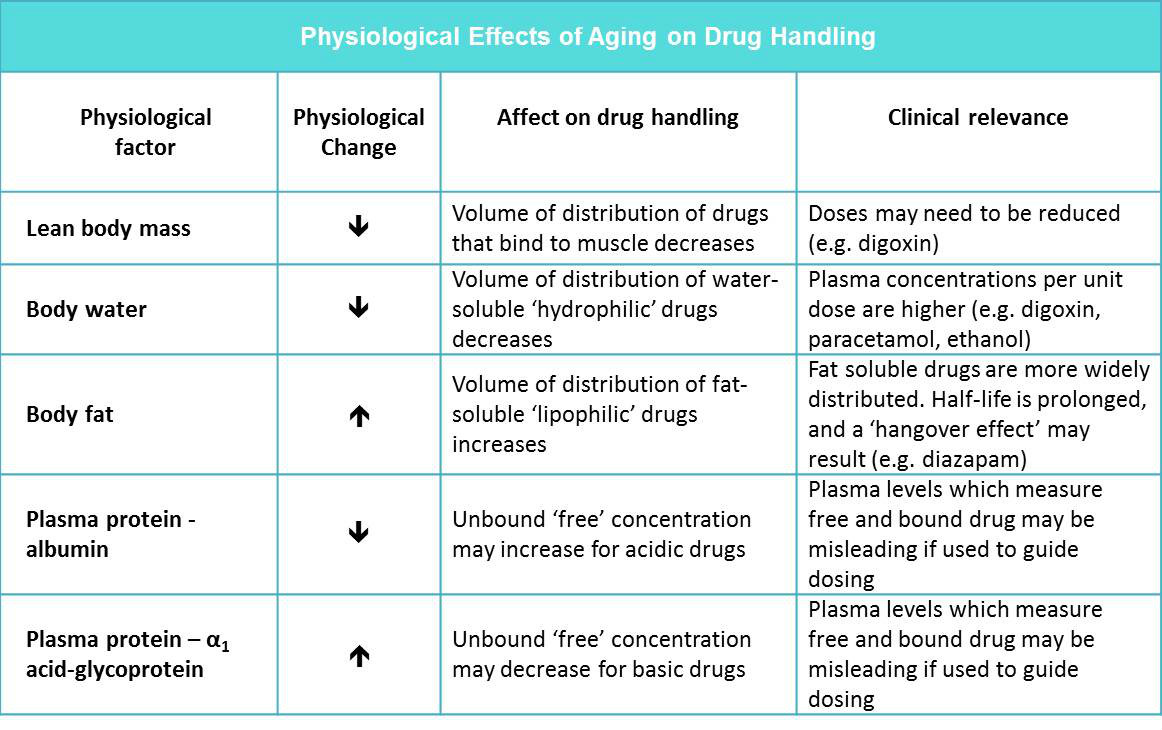 Physiological Effects of Aging on Drug Handling
Physiological
factor
Physiological
Change
Affect on drug handling
Clinical relevance
Lean body mass
↓
Volume of distribution of drugs
that bind to muscle decreases
Doses may need to be reduced
(e.g. digoxin)
Body water
↓
Volume of distribution of water-
soluble ‘hydrophilic’ drugs
decreases
Plasma concentrations per unit
dose are higher (e.g. digoxin,
paracetamol, ethanol)
Body fat
↑
Volume of distribution of fat-
soluble ‘lipophilic’ drugs
increases
Fat soluble drugs are more widely
distributed. Half-life is prolonged,
and a ‘hangover effect’ may
result (e.g. diazapam)
Plasma protein -
albumin
↓
Unbound ‘free’ concentration
may increase for acidic drugs
Plasma levels which measure
free and bound drug may be
misleading if used to guide
dosing
Plasma protein – α₁
acid-glycoprotein
↑
Unbound ‘free’ concentration
may decrease for basic drugs
Plasma levels which measure
free and bound drug may be
misleading if used to guide
dosing